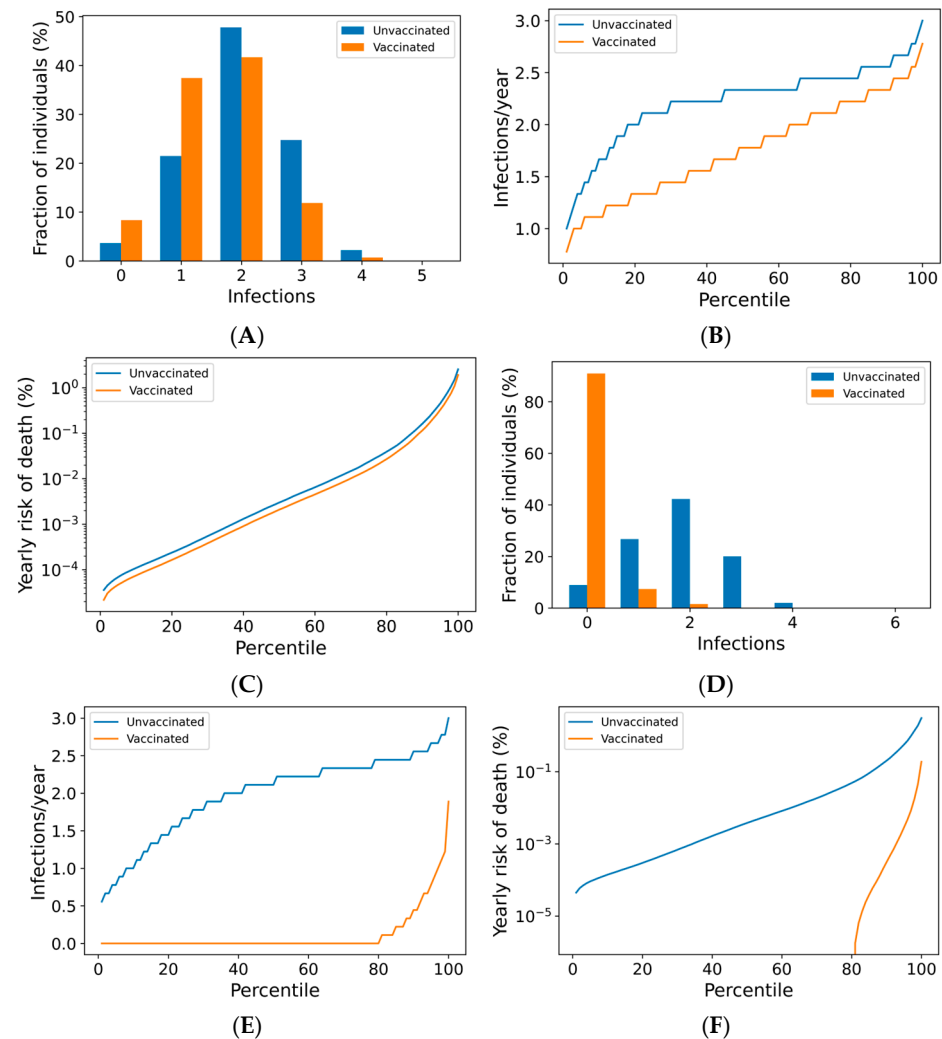 Fraction of individuals (%)
50
40
30
20
10
0
Unvaccinated
Vaccinated
0 1 2 3 4 5
Infections
(A)
Infections/year
3.0
2.5
2.0
1.5
1.0
Unvaccinated
Vaccinated
0 20 40 60 80 100
Percentile
(B)
Yearly risk of death (%)
10⁰
10⁻¹
10⁻²
10⁻³
10⁻⁴
Unvaccinated
Vaccinated
0 20 40 60 80 100
Percentile
(C)
Fraction of individuals (%)
80
60
40
20
0
Unvaccinated
Vaccinated
0 2 4 6
Infections
(D)
Infections/year
3.0
2.5
2.0
1.5
1.0
0.5
0.0
Unvaccinated
Vaccinated
0 20 40 60 80 100
Percentile
(E)
Yearly risk of death (%)
10⁻¹
10⁻³
10⁻⁵
Unvaccinated
Vaccinated
0 20 40 60 80 100
Percentile
(F)